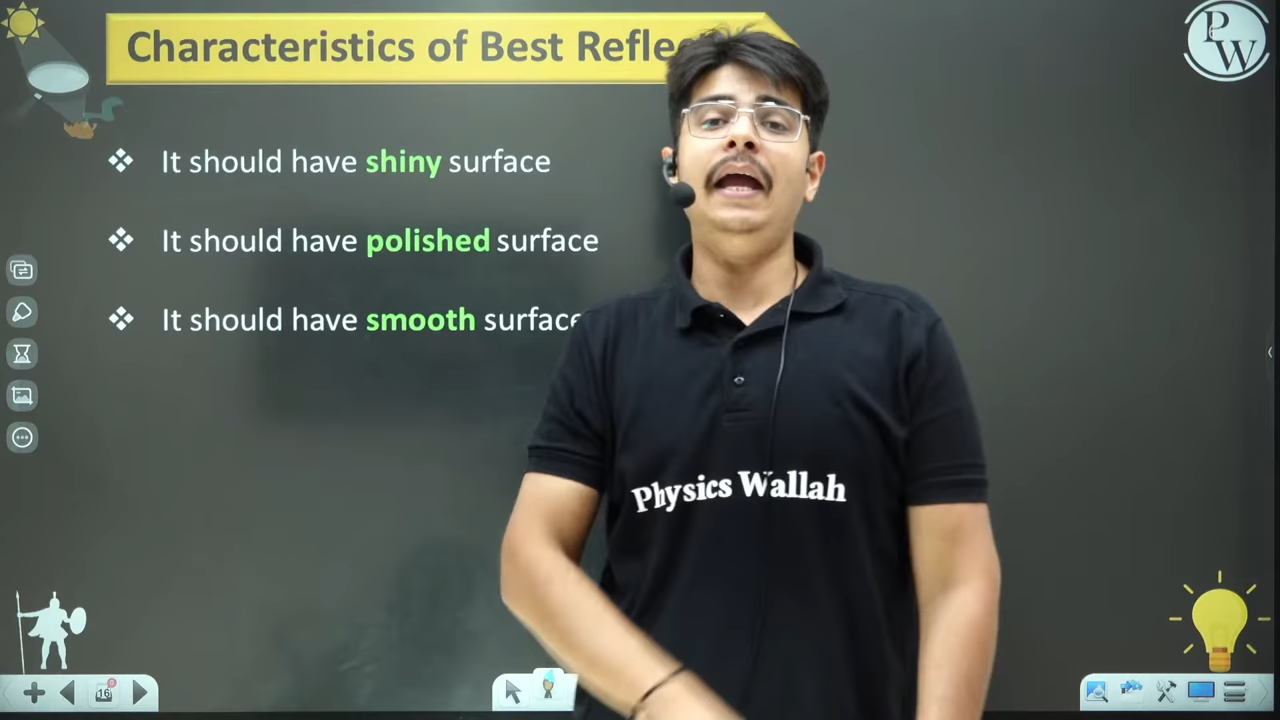 Characteristics of Best
PW
It should have shiny surface
It should have polished surface
It should have smooth surface
Physics Wallah
16